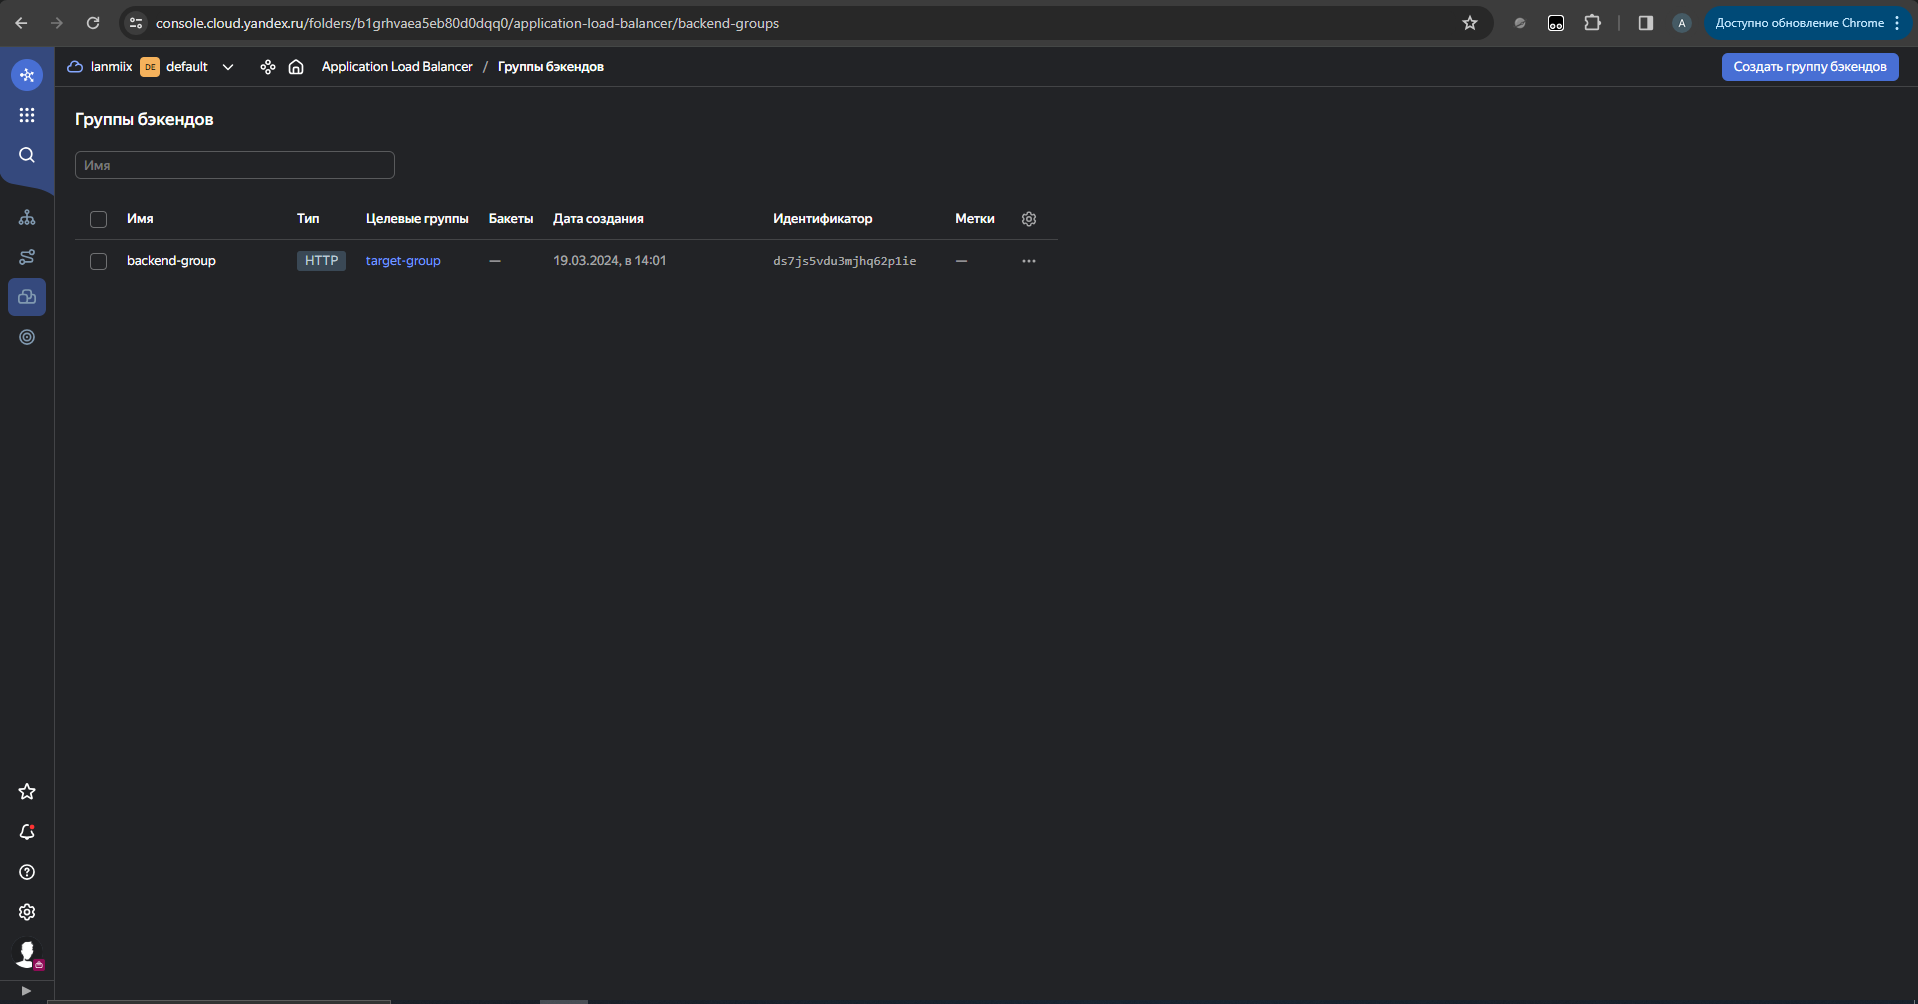 console.cloud.yandex.ru/folders/b1grhvaea5eb80d0dqq0/application-load-balancer/backend-groups
A
Доступно обновление Chrome
lanmiix DE default Application Load Balancer / Группы бэкендов
Создать группу бэкендов
Группы бэкендов
Имя
Имя Тип Целевые группы Бакеты Дата создания Идентификатор Метки
backend-group HTTP target-group — 19.03.2024, в 14:01 ds7js5vdu3mjhq62p1ie —